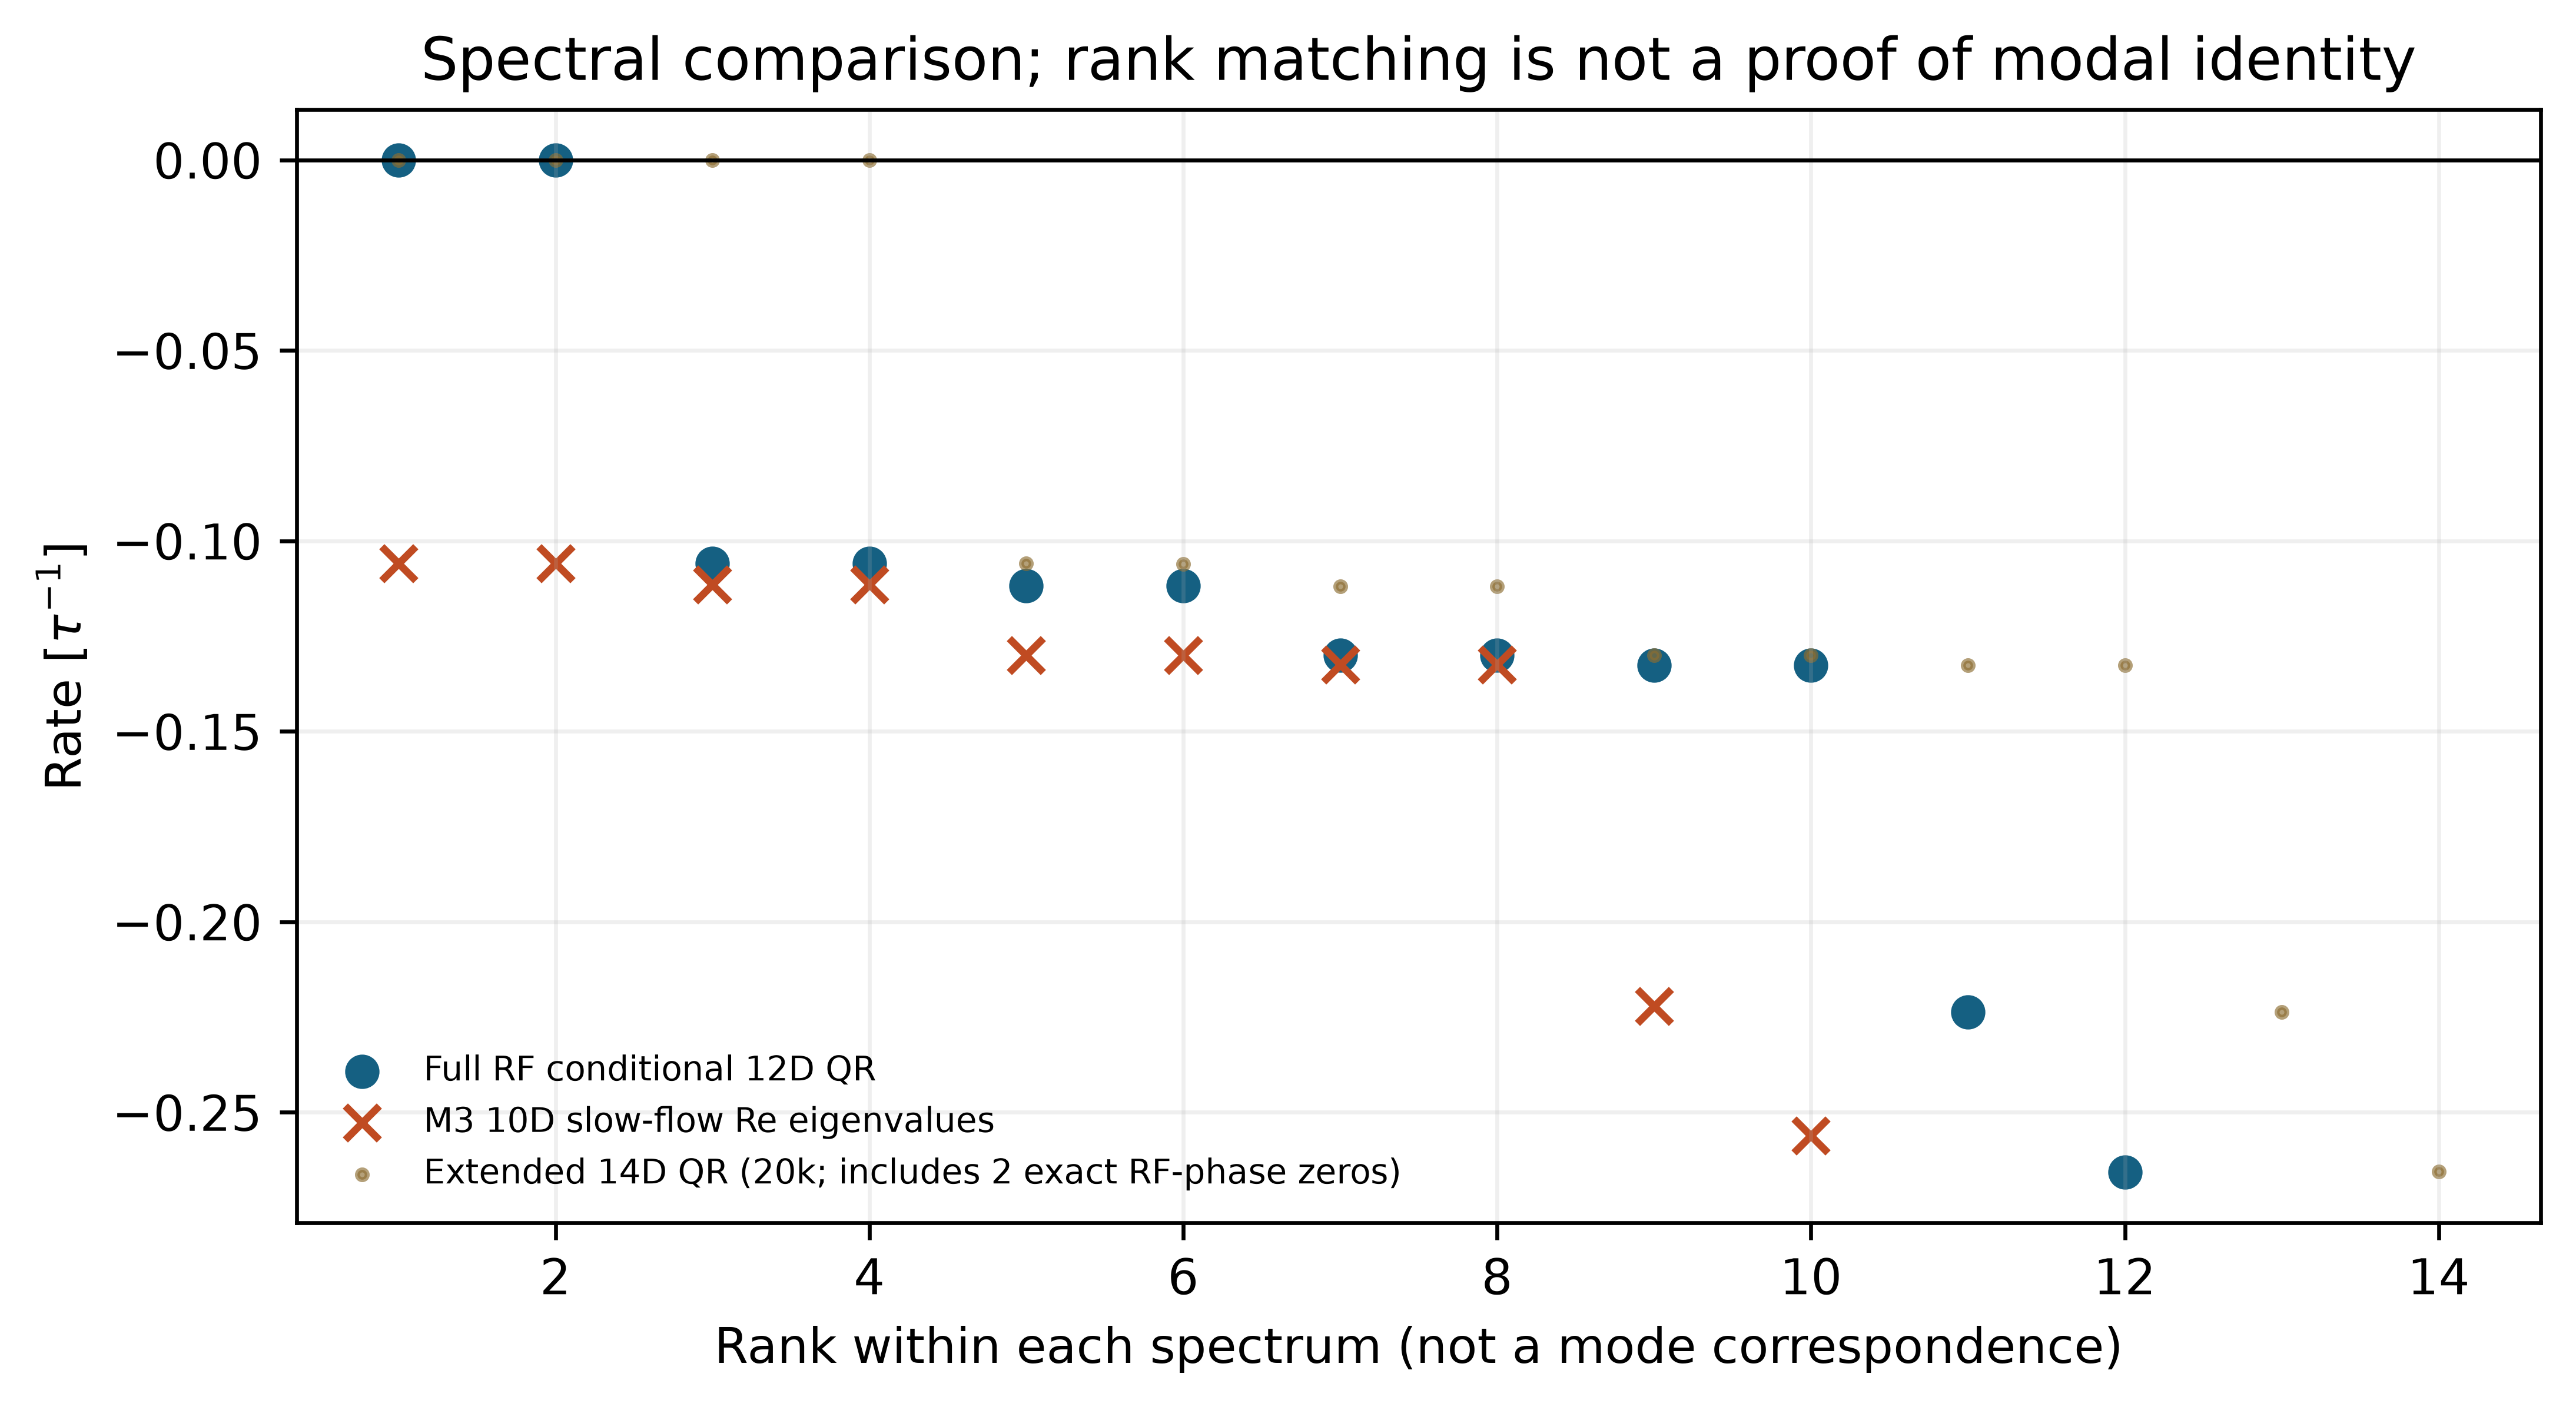 Spectral comparison; rank matching is not a proof of modal identity
Rate [τ⁻¹]
0.00
−0.05
−0.10
−0.15
−0.20
−0.25
Full RF conditional 12D QR
M3 10D slow-flow Re eigenvalues
Extended 14D QR (20k; includes 2 exact RF-phase zeros)
2 4 6 8 10 12 14
Rank within each spectrum (not a mode correspondence)